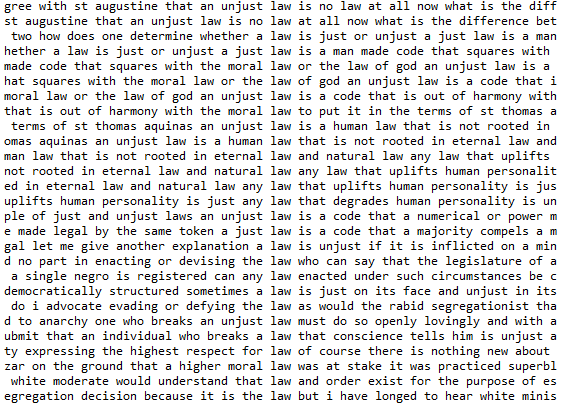 gree with st augustine that an unjust law is no law at all now what is the diff
st augustine that an unjust law is no law at all now what is the difference bet
two how does one determine whether a law is just or unjust a just law is a man
hether a law is just or unjust a just law is a man made code that squares with
made code that squares with the moral law or the law of god an unjust law is a
hat squares with the moral law or the law of god an unjust law is a code that i
moral law or the law of god an unjust law is a code that is out of harmony with
that is out of harmony with the moral law to put it in the terms of st thomas a
terms of st thomas aquinas an unjust law is a human law that is not rooted in
omas aquinas an unjust law is a human law that is not rooted in eternal law and
man law that is not rooted in eternal law and natural law any law that uplifts
not rooted in eternal law and natural law any law that uplifts human personalit
ed in eternal law and natural law any law that uplifts human personality is jus
uplifts human personality is just any law that degrades human personality is un
ple of just and unjust laws an unjust law is a code that a numerical or power m
e made legal by the same token a just law is a code that a majority compels a m
gal let me give another explanation a law is unjust if it is inflicted on a min
d no part in enacting or devising the law who can say that the legislature of a
a single negro is registered can any law enacted under such circumstances be c
democratically structured sometimes a law is just on its face and unjust in its
do i advocate evading or defying the law as would the rabid segregationist tha
d to anarchy one who breaks an unjust law must do so openly lovingly and with a
ubmit that an individual who breaks a law that conscience tells him is unjust a
ty expressing the highest respect for law of course there is nothing new about
zar on the ground that a higher moral law was at stake it was practiced superbl
white moderate would understand that law and order exist for the purpose of es
egregation decision because it is the law but i have longed to hear white minis